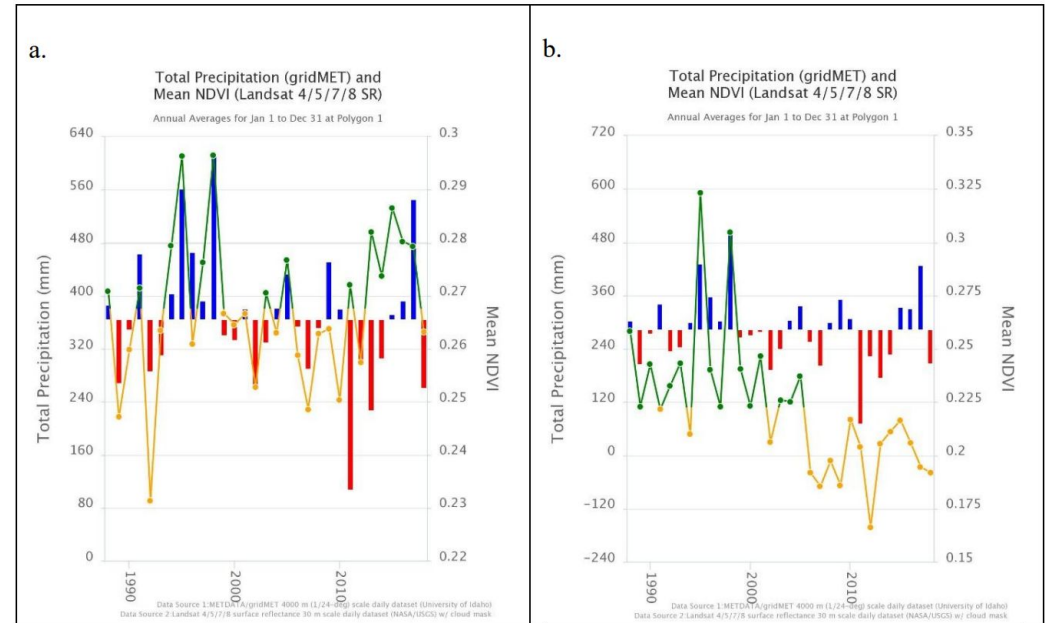 a.
Total Precipitation (gridMET) and
Mean NDVI (Landsat 4/5/7/8 SR)
Annual Averages for Jan 1 to Dec 31 at Polygon 1
640
560
480
400
320
240
160
80
0
Total Precipitation (mm)
0.3
0.29
0.28
0.27
0.26
0.25
0.24
0.23
0.22
Mean NDVI
1990
2000
2010
Data Source 1:METDATA/gridMET 4000 m (1/24-deg) scale daily dataset (University of Idaho)
Data Source 2:Landsat 4/5/7/8 surface reflectance 30 m scale daily dataset (NASA/USGS) w/ cloud mask
b.
Total Precipitation (gridMET) and
Mean NDVI (Landsat 4/5/7/8 SR)
Annual Averages for Jan 1 to Dec 31 at Polygon 1
720
600
480
360
240
120
0
-120
-240
Total Precipitation (mm)
0.35
0.325
0.3
0.275
0.25
0.225
0.2
0.175
0.15
Mean NDVI
1990
2000
2010
Data Source 1:METDATA/gridMET 4000 m (1/24-deg) scale daily dataset (University of Idaho)
Data Source 2:Landsat 4/5/7/8 surface reflectance 30 m scale daily dataset (NASA/USGS) w/ cloud mask